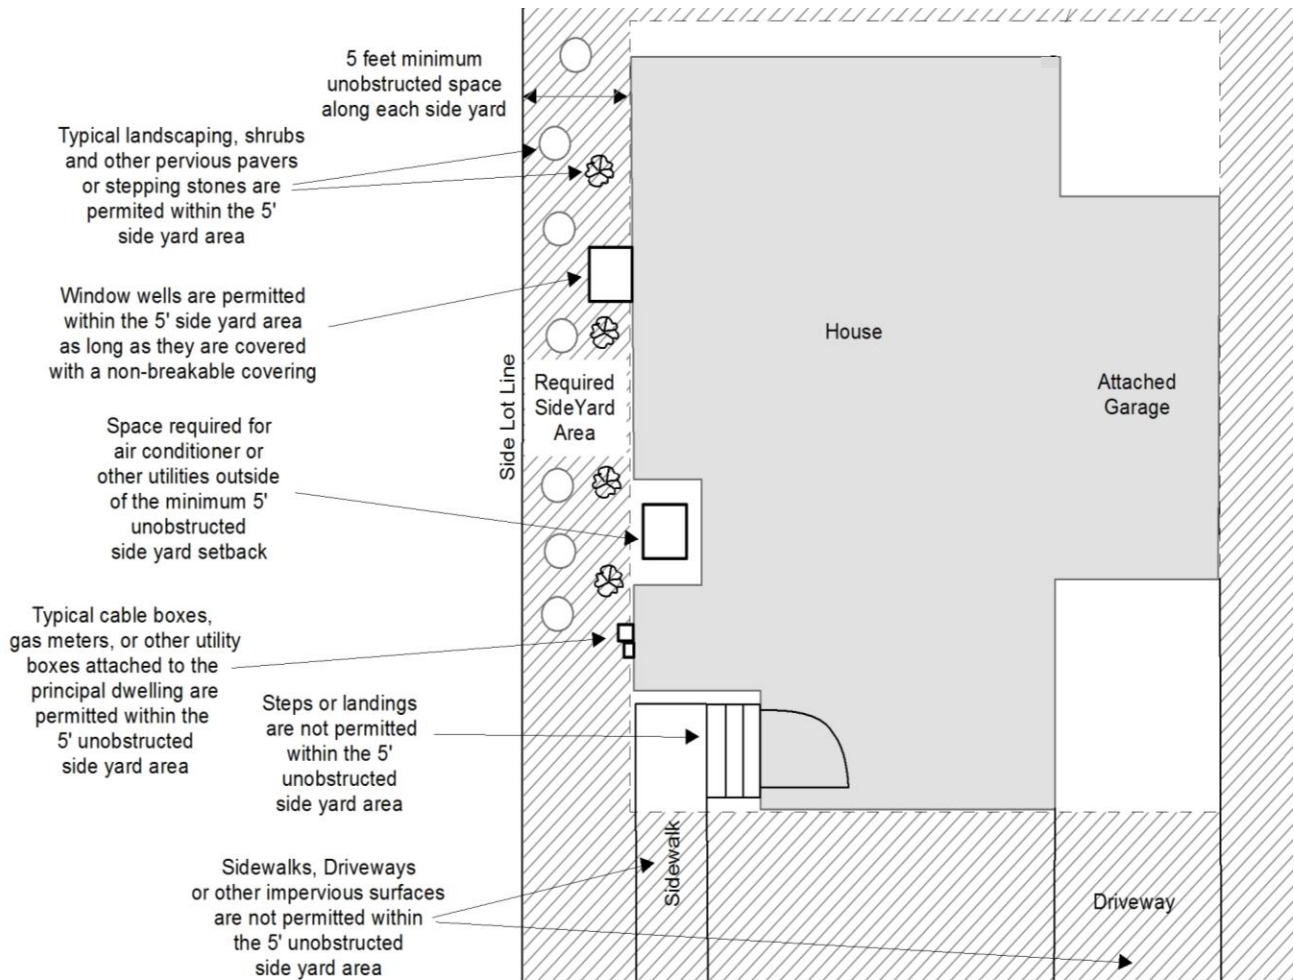 5 feet minimum
unobstructed space
along each side yard
Typical landscaping, shrubs
and other pervious pavers
or stepping stones are
permited within the 5'
side yard area
Window wells are permitted
within the 5' side yard area
as long as they are covered
with a non-breakable covering
Space required for
air conditioner or
other utilities outside
of the minimum 5'
unobstructed
side yard setback
Typical cable boxes,
gas meters, or other utility
boxes attached to the
principal dwelling are
permitted within the
5' unobstructed
side yard area
Steps or landings
are not permitted
within the 5'
unobstructed
side yard area
Sidewalks, Driveways
or other impervious surfaces
are not permitted within
the 5' unobstructed
side yard area
Side Lot Line
Required
SideYard
Area
House
Attached
Garage
Sidewalk
Driveway